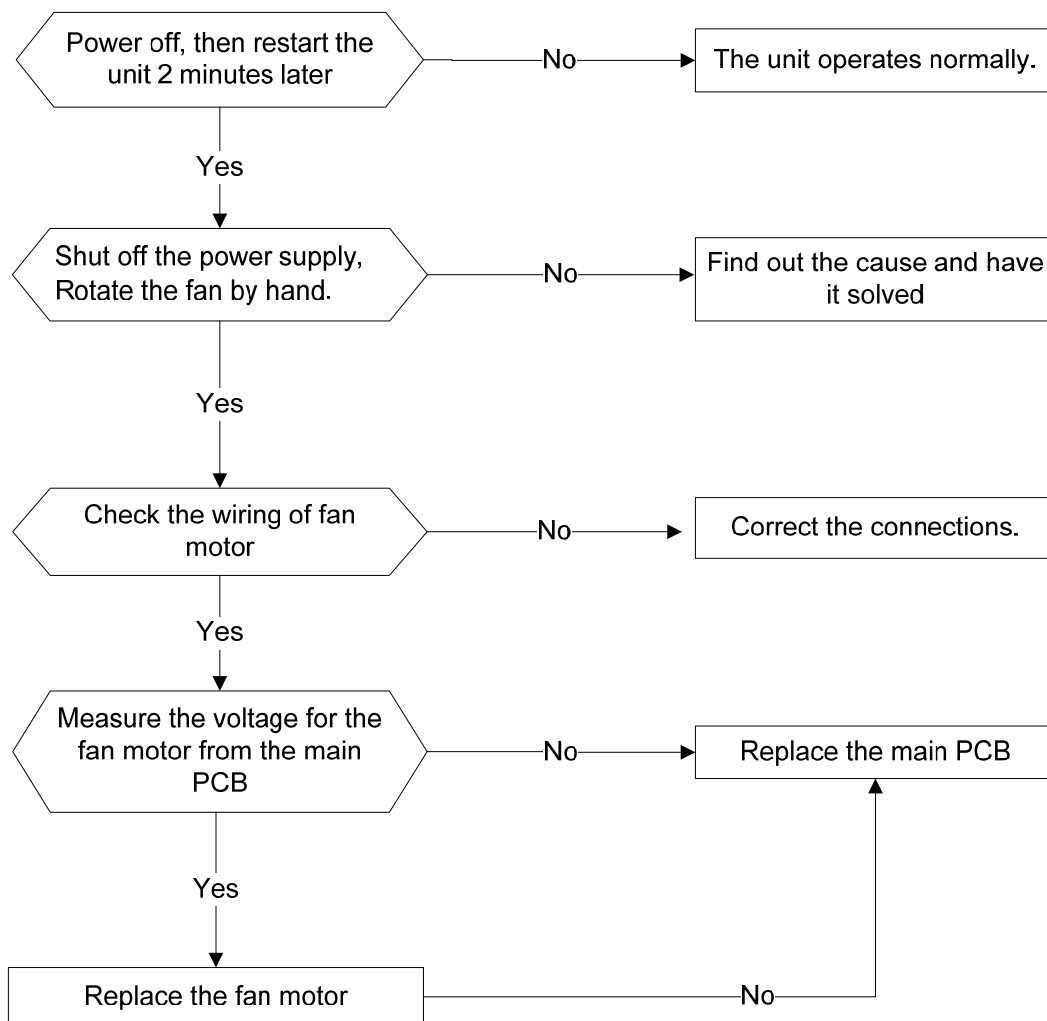 Power off, then restart the
unit 2 minutes later
No
The unit operates normally.
Yes
Shut off the power supply,
Rotate the fan by hand.
No
Find out the cause and have
it solved
Yes
Check the wiring of fan
motor
No
Correct the connections.
Yes
Measure the voltage for the
fan motor from the main
PCB
No
Replace the main PCB
Yes
Replace the fan motor
No